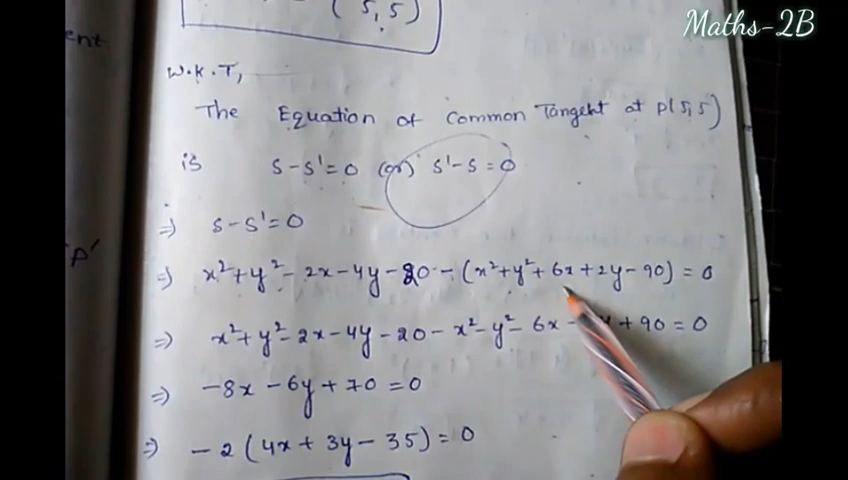 Maths-2B
ent
(5,5)
W.K.T,
The Equation of Common Tangent at P(5,5)
is S-S'=0 (or) S'-S=0
⇒ S-S'=0
'P'
⇒ x²+y²-2x-4y-20-(x²+y²+6x+2y-90)=0
⇒ x²+y²-2x-4y-20-x²-y²-6x- +90=0
⇒ -8x-6y+70=0
⇒ -2(4x+3y-35)=0